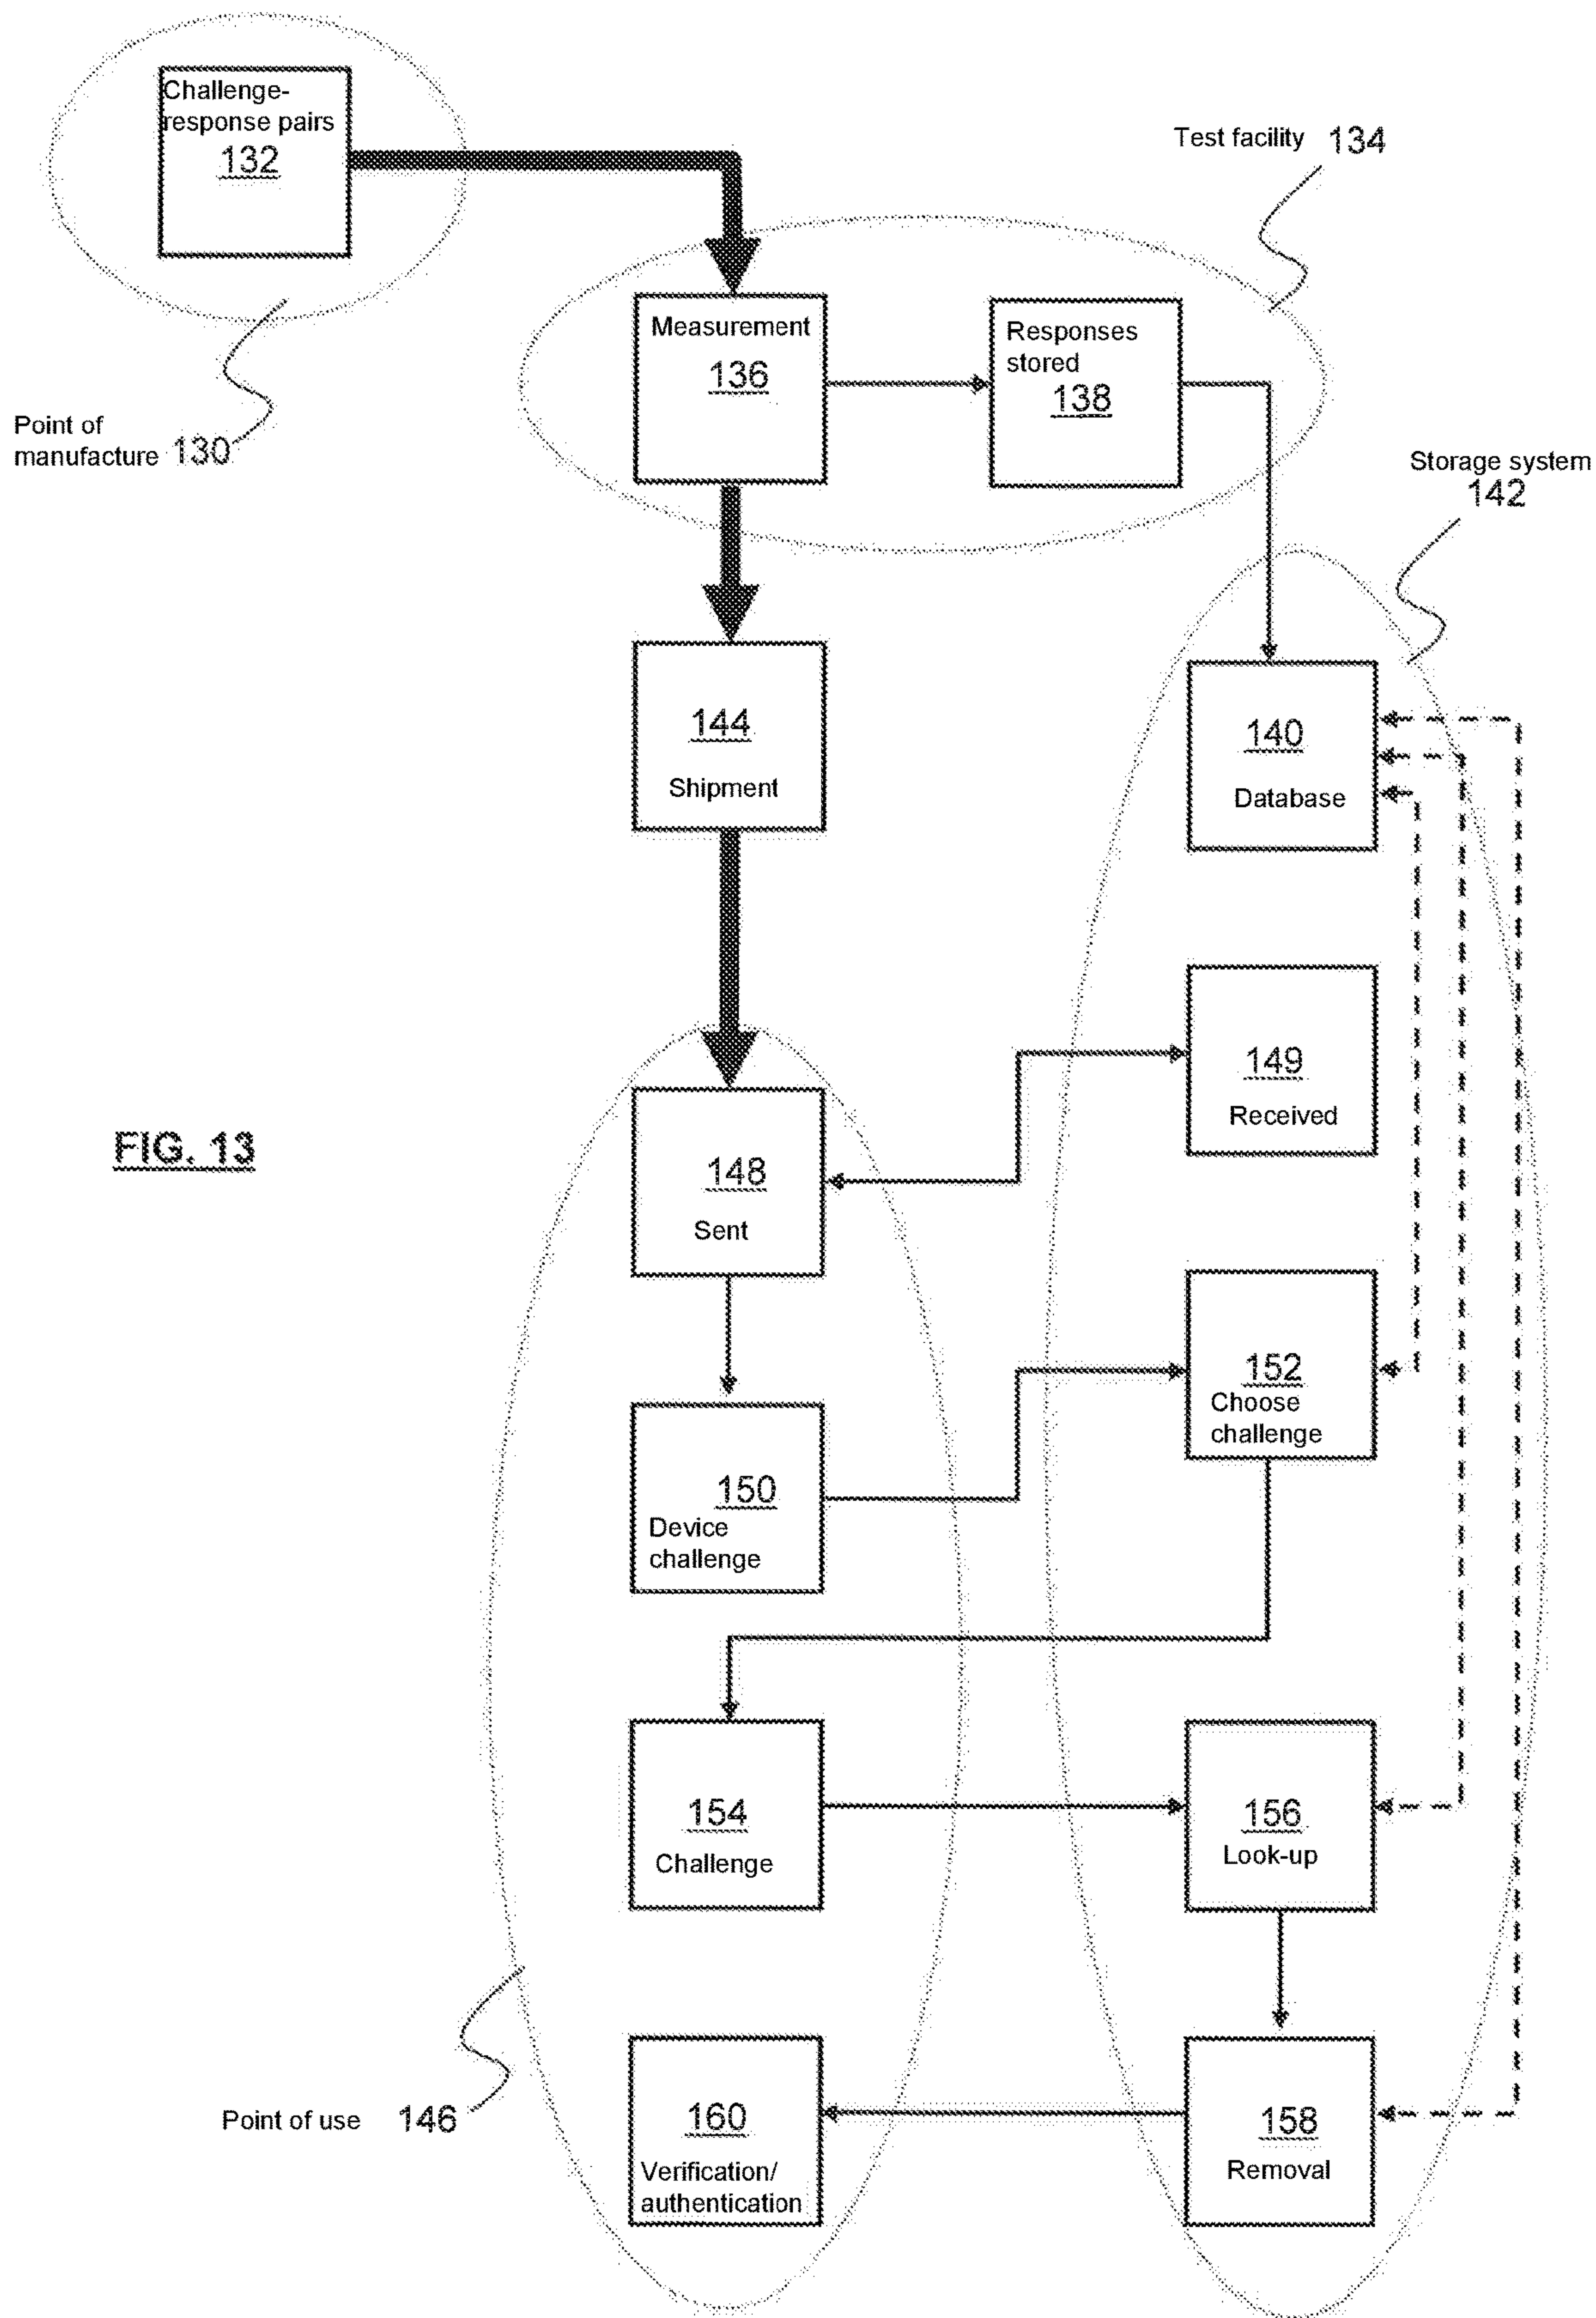 Challenge-
response pairs
132
Test facility 134
Measurement
136
Responses
stored
138
Point of
manufacture 130
Storage system
142
144
Shipment
140
Database
149
Received
FIG. 13
148
Sent
152
Choose
challenge
150
Device
challenge
154
Challenge
156
Look-up
Point of use 146
160
Verification/
authentication
158
Removal